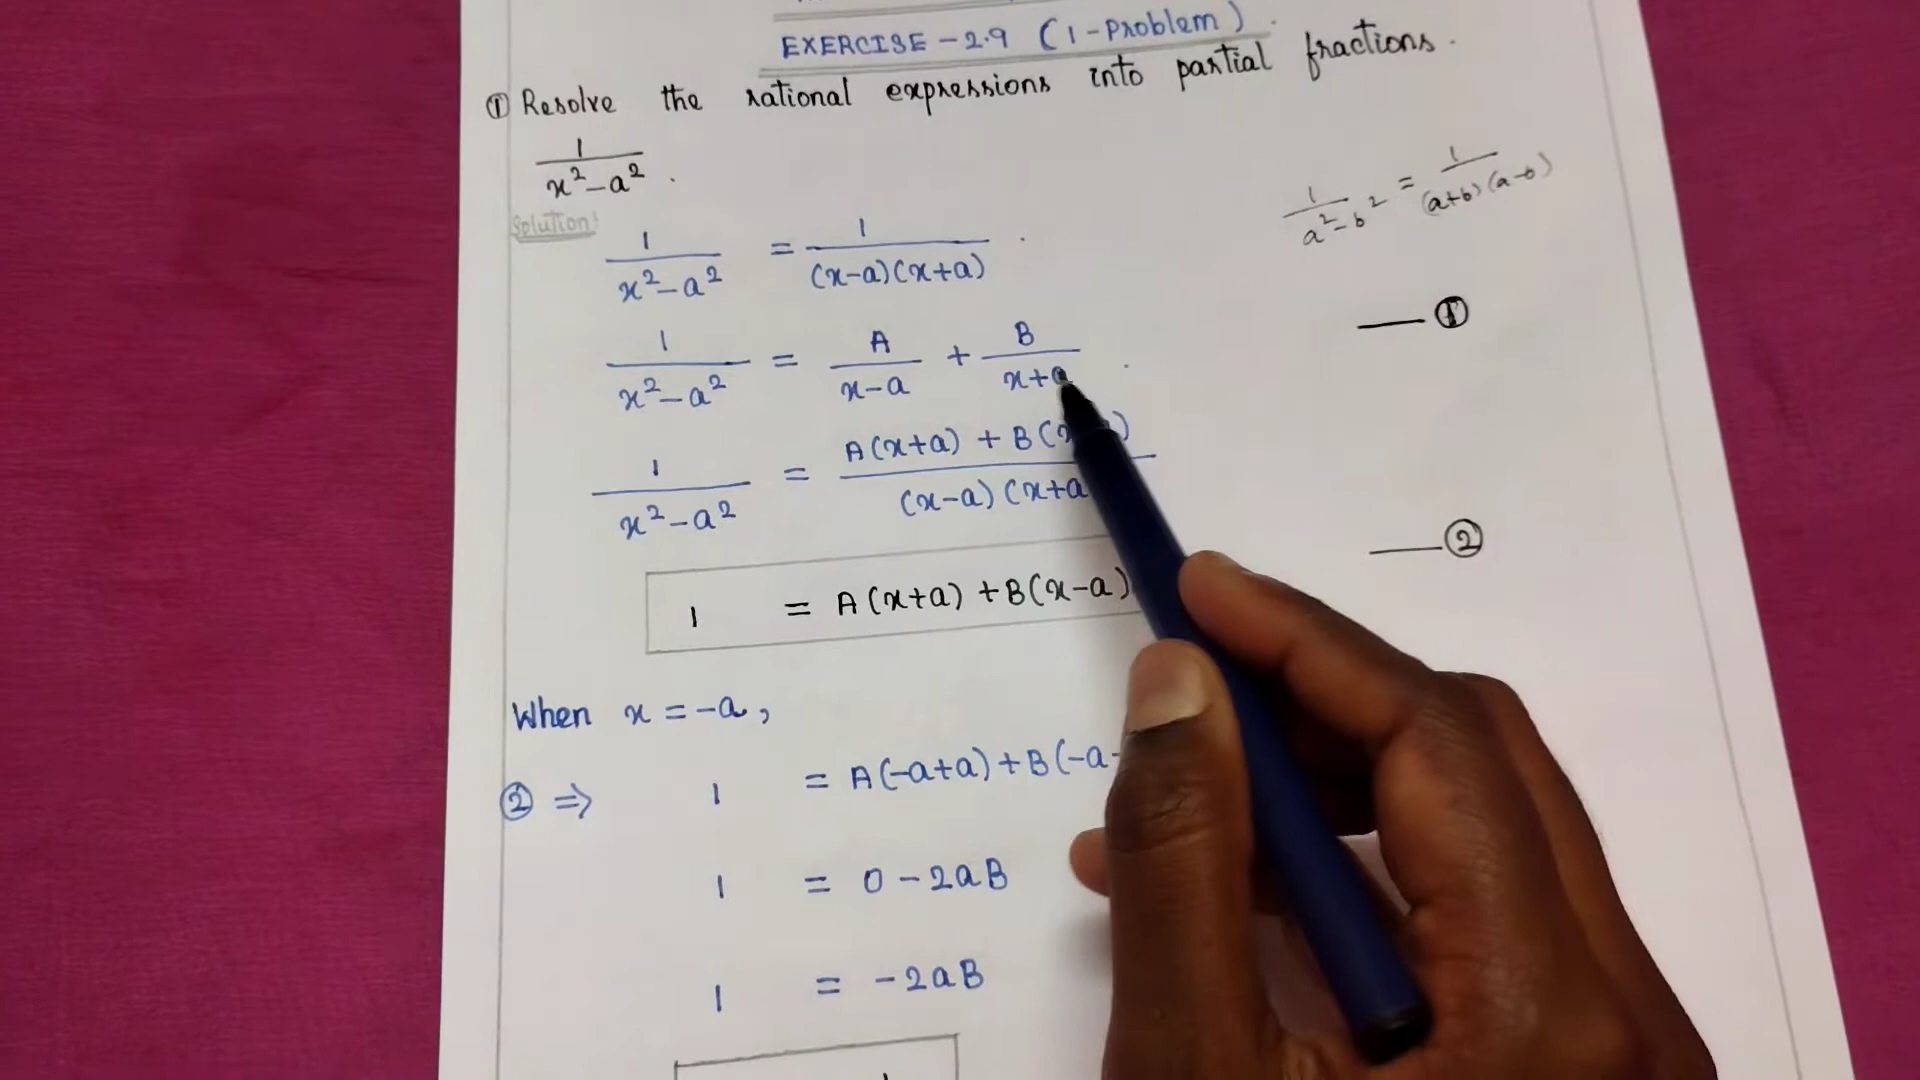 EXERCISE-2.9 (1-Problem).
① Resolve the rational expressions into partial fractions.
1/(x²-a²).
Solution:
1/(a²-b²) = 1/((a+b)(a-b))
1/(x²-a²) = 1/((x-a)(x+a)).
1/(x²-a²) = A/(x-a) + B/(x+a) —— ①
1/(x²-a²) = (A(x+a) + B(x)/((x-a)(x+a
1 = A(x+a) + B(x-a) —— ②
When x = -a,
② ⇒ 1 = A(-a+a) + B(-a-
1 = 0 - 2aB
1 = -2aB